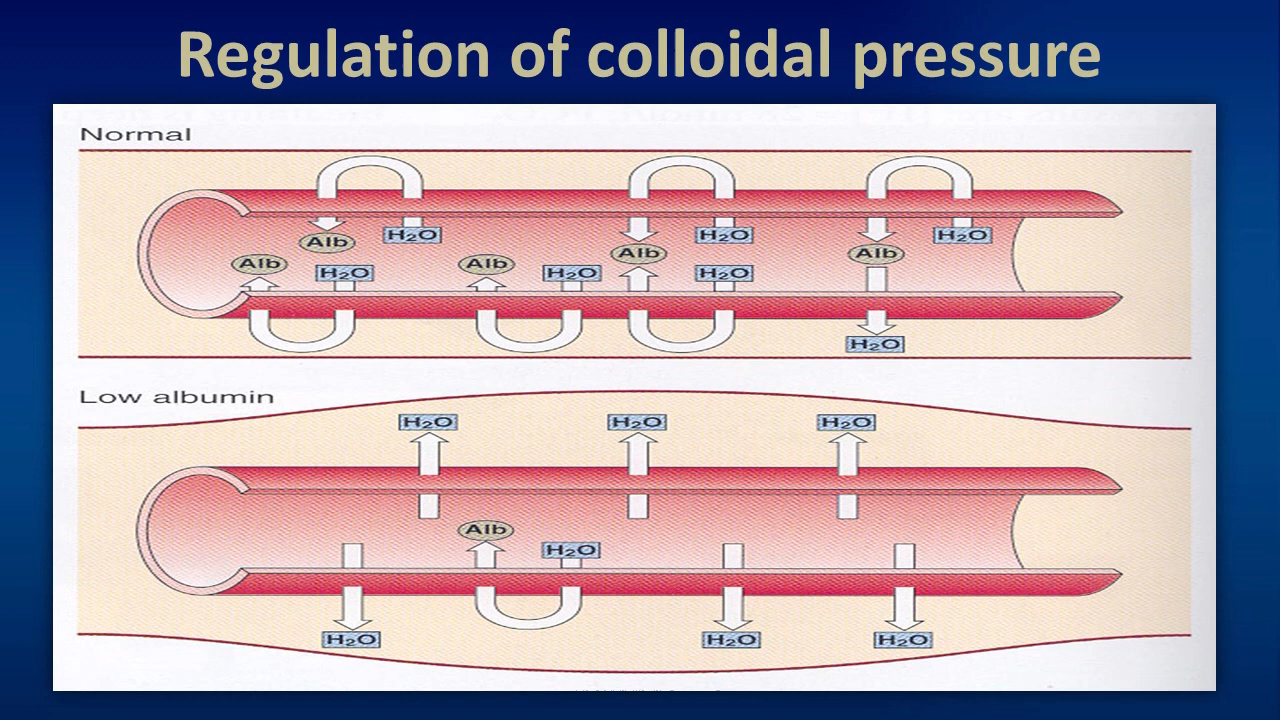 Regulation of colloidal pressure
Normal
Alb H₂O Alb H₂O Alb H₂O
Alb H₂O Alb H₂O H₂O
H₂O
Low albumin
H₂O H₂O H₂O
Alb H₂O
H₂O H₂O H₂O